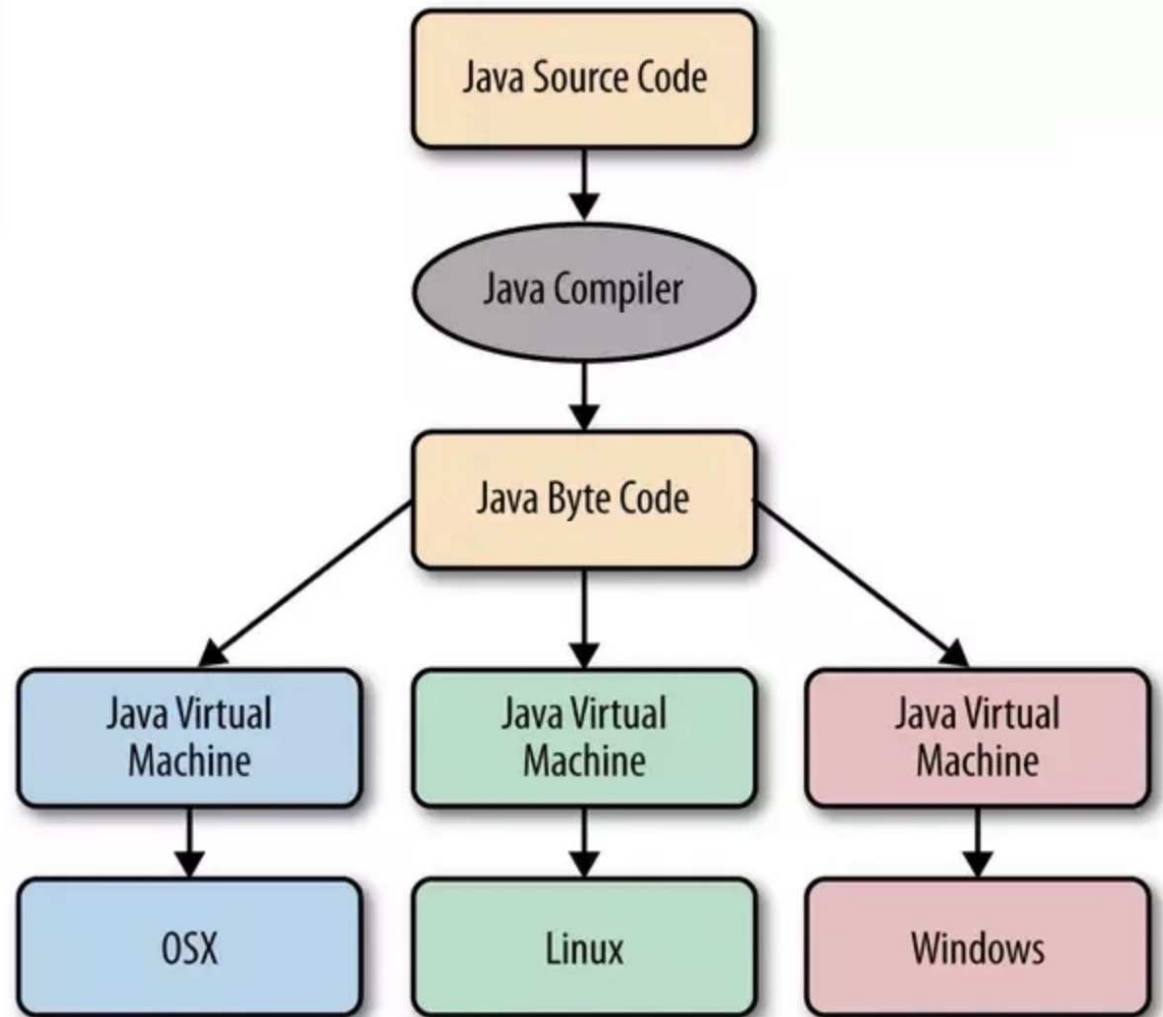 Java Source Code
Java Compiler
Java Byte Code
Java Virtual
Machine
Java Virtual
Machine
Java Virtual
Machine
OSX
Linux
Windows